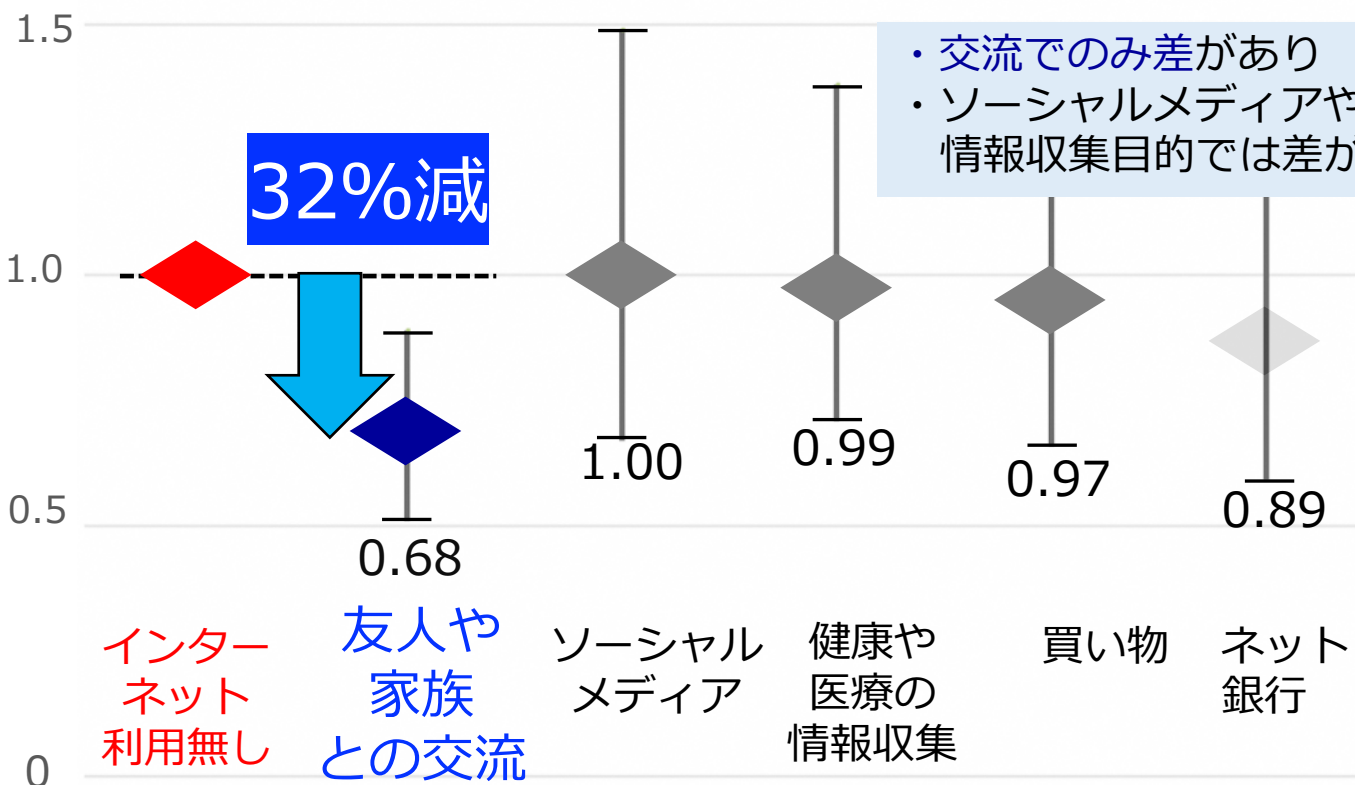 1.5
・交流でのみ差があり
・ソーシャルメディアや
情報収集目的では差が
32%減
1.0
0.5
0
0.68
1.00
0.99
0.97
0.89
インター
ネット
利用無し
友人や
家族
との交流
ソーシャル
メディア
健康や
医療の
情報収集
買い物
ネット
銀行